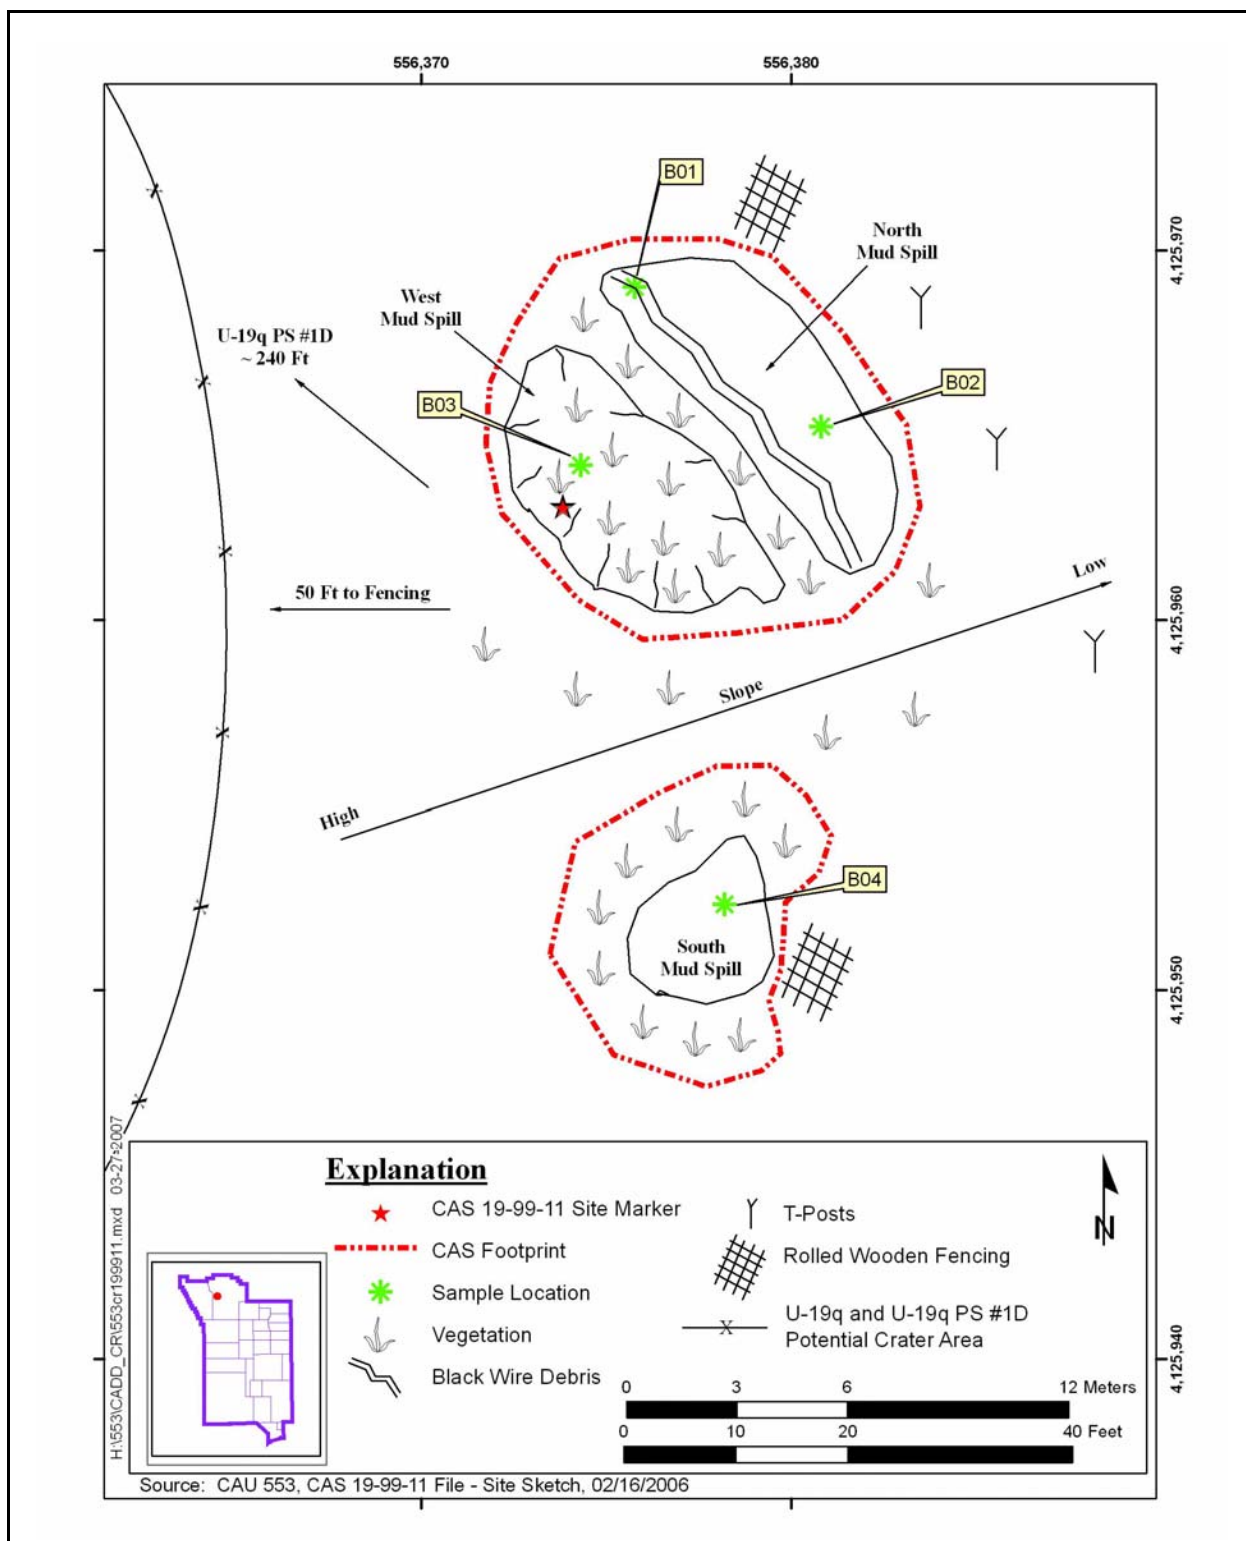 556,370
556,380
B01
4,125,970
North
Mud Spill
West
Mud Spill
U-19q PS #1D
~ 240 Ft
B02
B03
Low
50 Ft to Fencing
4,125,960
Slope
High
B04
South
Mud Spill
4,125,950
H:\553\CADD_CR\553cr199911.mxd 03-27-2007
Explanation
CAS 19-99-11 Site Marker
CAS Footprint
Sample Location
Vegetation
Black Wire Debris
T-Posts
Rolled Wooden Fencing
X
U-19q and U-19q PS #1D
Potential Crater Area
N
4,125,940
0 3 6 12 Meters
0 10 20 40 Feet
Source: CAU 553, CAS 19-99-11 File - Site Sketch, 02/16/2006